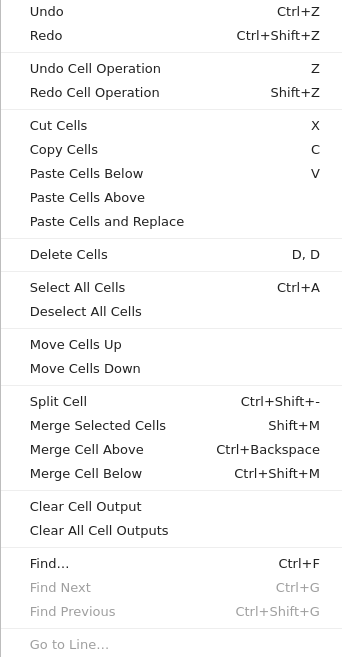 Undo Ctrl+Z
Redo Ctrl+Shift+Z
Undo Cell Operation Z
Redo Cell Operation Shift+Z
Cut Cells X
Copy Cells C
Paste Cells Below V
Paste Cells Above
Paste Cells and Replace
Delete Cells D, D
Select All Cells Ctrl+A
Deselect All Cells
Move Cells Up
Move Cells Down
Split Cell Ctrl+Shift+-
Merge Selected Cells Shift+M
Merge Cell Above Ctrl+Backspace
Merge Cell Below Ctrl+Shift+M
Clear Cell Output
Clear All Cell Outputs
Find… Ctrl+F
Find Next Ctrl+G
Find Previous Ctrl+Shift+G
Go to Line…